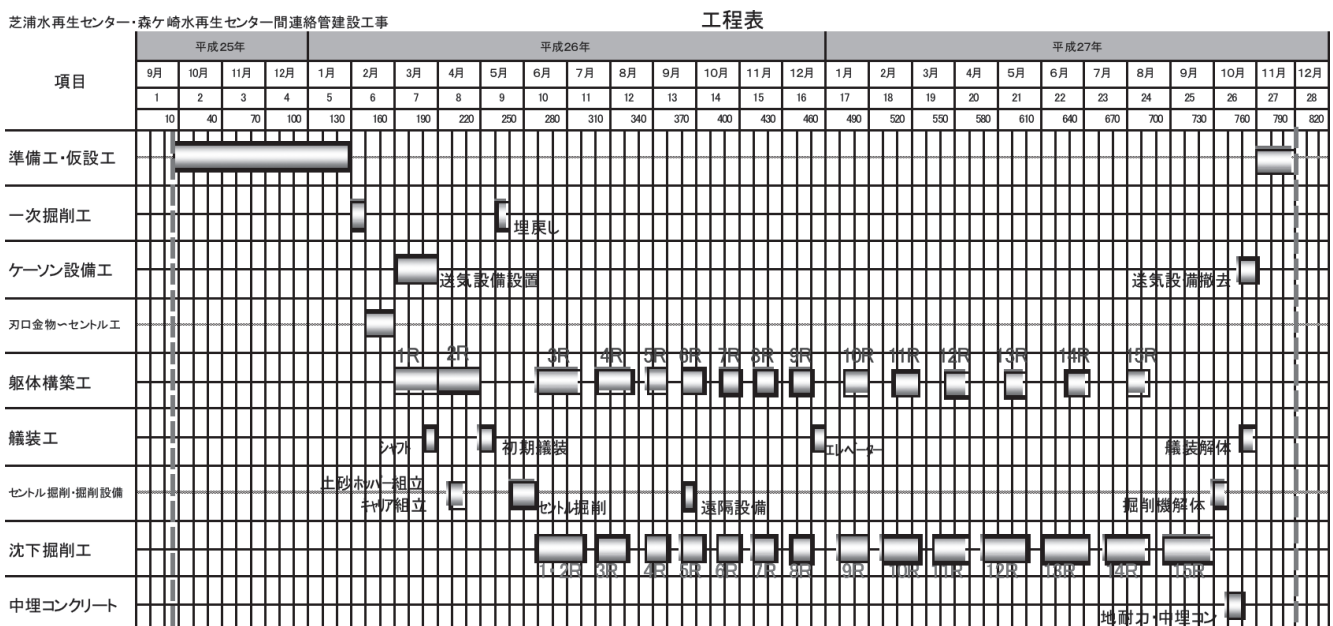 芝浦水再生センター・森ケ崎水再生センター間連絡管建設工事
工程表
項目
平成25年 平成26年 平成27年
9月 10月 11月 12月 1月 2月 3月 4月 5月 6月 7月 8月 9月 10月 11月 12月 1月 2月 3月 4月 5月 6月 7月 8月 9月 10月 11月 12月
1 2 3 4 5 6 7 8 9 10 11 12 13 14 15 16 17 18 19 20 21 22 23 24 25 26 27 28
10 40 70 100 130 160 190 220 250 280 310 340 370 400 430 460 490 520 550 580 610 640 670 700 730 760 790 820
準備工・仮設工
一次掘削工 埋戻し
ケーソン設備工 送気設備設置 送気設備撤去
刃口金物~セントル工
1R 2R 3R 4R 5R 6R 7R 8R 9R 10R 11R 12R 13R 14R 15R
躯体構築工
艤装工 シャフト 初期艤装 エレベーター 艤装解体
土砂ホッパー組立
セントル掘削・掘削設備 キャリア組立 セントル掘削 遠隔設備 掘削機解体
沈下掘削工
1・2R 3R 4R 5R 6R 7R 8R 9R 10R 11R 12R 13R 14R 15R
中埋コンクリート 地耐力・中埋コン